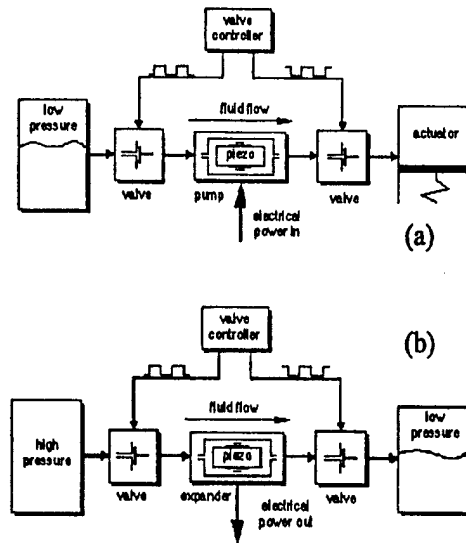 valve
controller
low
pressure
fluid flow
actuator
piezo
valve
pump
valve
electrical
power in
(a)
valve
controller
(b)
fluid flow
low
pressure
high
pressure
piezo
valve
expander
valve
electrical
power out